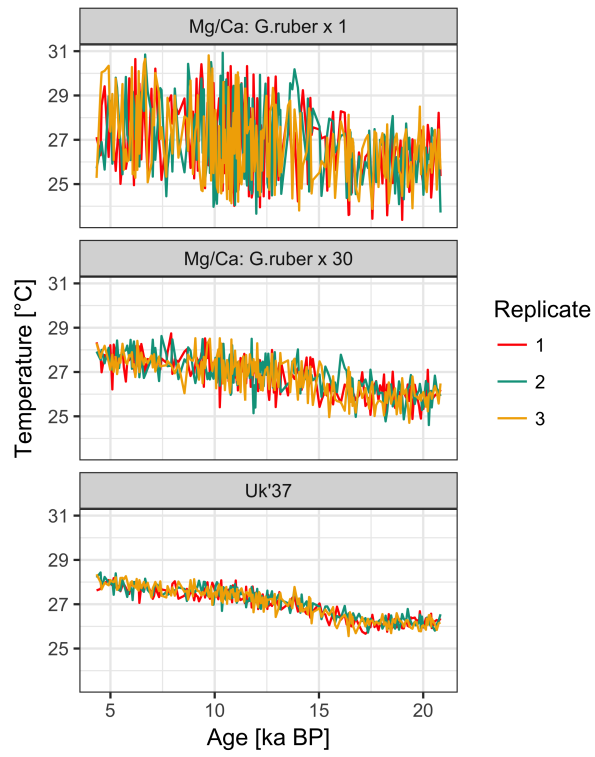 Mg/Ca: G.ruber x 1
31
29
27
25
Mg/Ca: G.ruber x 30
31
29
27
25
Temperature [°C]
Replicate
1
2
3
Uk'37
31
29
27
25
5 10 15 20
Age [ka BP]